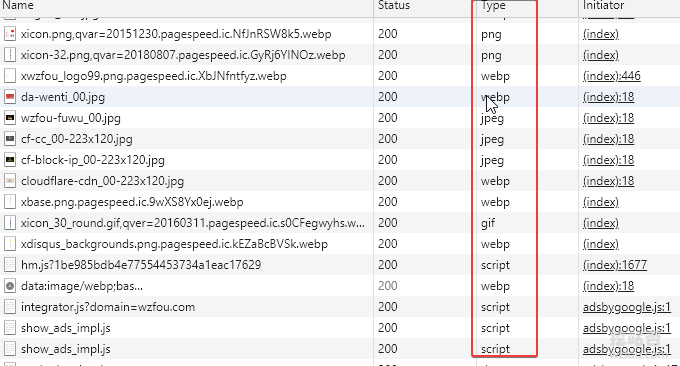 Name Status Type Initiator
xicon.png,qvar=20151230.pagespeed.ic.NfJnRSW8k5.webp 200 png (index)
xicon-32.png,qvar=20180807.pagespeed.ic.GyRj6YINOz.webp 200 png (index)
xwzfou_logo99.png.pagespeed.ic.XbJNfntfyz.webp 200 webp (index):446
da-wenti_00.jpg 200 webp (index):18
wzfou-fuwu_00.jpg 200 jpeg (index):18
cf-cc_00-223x120.jpg 200 jpeg (index):18
cf-block-ip_00-223x120.jpg 200 jpeg (index):18
cloudflare-cdn_00-223x120.jpg 200 webp (index):18
xbase.png.pagespeed.ic.9wXS8Yx0ej.webp 200 webp (index)
xicon_30_round.gif,qver=20160311.pagespeed.ic.s0CFegwyhs.w... 200 gif (index)
xdisqus_backgrounds.png.pagespeed.ic.kEZaBcBVSk.webp 200 webp (index)
hm.js?1be985bdb4e77554453734a1eac17629 200 script (index):1677
data:image/webp;bas... 200 webp (index):18
integrator.js?domain=wzfou.com 200 script adsbygoogle.js:1
show_ads_impl.js 200 script adsbygoogle.js:1
show_ads_impl.js 200 script adsbygoogle.js:1